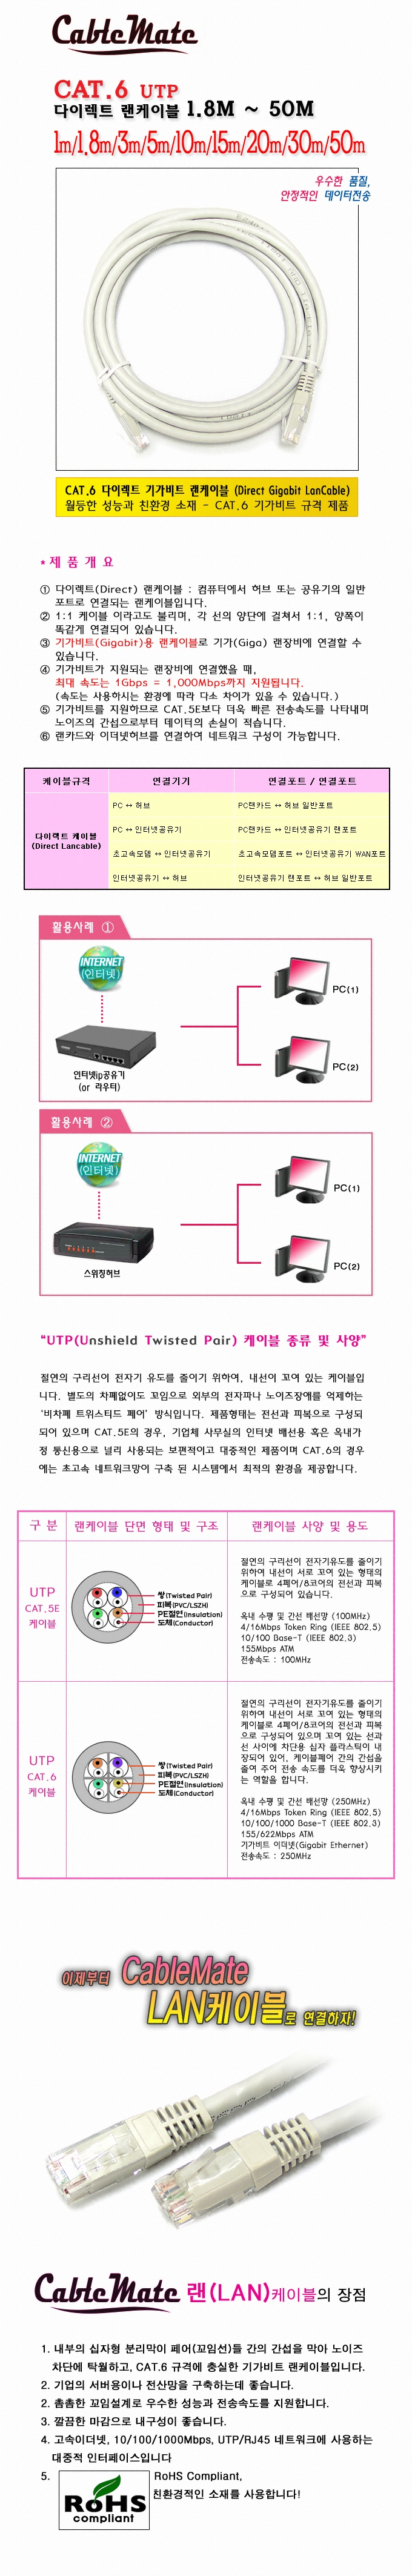 CableMate
CAT.6 UTP
다이렉트 랜케이블 1.8M ~ 50M
1m/1.8m/3m/5m/10m/15m/20m/30m/50m
우수한 품질,
안정적인 데이터전송
CAT.6 다이렉트 기가비트 랜케이블 (Direct Gigabit LanCable)
월등한 성능과 친환경 소재 - CAT.6 기가비트 규격 제품
* 제 품 개 요
① 다이렉트(Direct) 랜케이블 : 컴퓨터에서 허브 또는 공유기의 일반
포트로 연결되는 랜케이블입니다.
② 1:1 케이블 이라고도 불리며, 각 선의 양단에 걸쳐서 1:1, 양쪽이
똑같게 연결되어 있습니다.
③ 기가비트(Gigabit)용 랜케이블로 기가(Giga) 랜장비에 연결할 수
있습니다.
④ 기가비트가 지원되는 랜장비에 연결했을 때,
최대 속도는 1Gbps = 1,000Mbps까지 지원됩니다.
(속도는 사용하시는 환경에 따라 다소 차이가 있을 수 있습니다.)
⑤ 기가비트를 지원하므로 CAT.5E보다 더욱 빠른 전송속도를 나타내며
노이즈의 간섭으로부터 데이터의 손실이 적습니다.
⑥ 랜카드와 이더넷허브를 연결하여 네트워크 구성이 가능합니다.
케이블규격 연결기기 연결포트 / 연결포트
다이렉트 케이블
(Direct Lancable)
PC ↔ 허브 PC랜카드 ↔ 허브 일반포트
PC ↔ 인터넷공유기 PC랜카드 ↔ 인터넷공유기 랜포트
초고속모뎀 ↔ 인터넷공유기 초고속모뎀포트 ↔ 인터넷공유기 WAN포트
인터넷공유기 ↔ 허브 인터넷공유기 랜포트 ↔ 허브 일반포트
활용사례 ①
INTERNET
(인터넷)
인터넷ip공유기
(or 라우터)
PC(1)
PC(2)
활용사례 ②
INTERNET
(인터넷)
스위칭허브
PC(1)
PC(2)
"UTP(Unshield Twisted Pair) 케이블 종류 및 사양"
절연의 구리선이 전자기 유도를 줄이기 위하여, 내선이 꼬여 있는 케이블입
니다. 별도의 차폐없이도 꼬임으로 외부의 전자파나 노이즈장애를 억제하는
'비차폐 트위스티드 페어' 방식입니다. 제품형태는 전선과 피복으로 구성되
되어 있으며 CAT.5E의 경우, 기업체 사무실의 인터넷 배선용 혹은 옥내가
정 통신용으로 널리 사용되는 보편적이고 대중적인 제품이며 CAT.6의 경우
에는 초고속 네트워크망이 구축 된 시스템에서 최적의 환경을 제공합니다.
구 분 랜케이블 단면 형태 및 구조 랜케이블 사양 및 용도
UTP
CAT.5E
케이블
쌍(Twisted Pair)
피복(PVC/LSZH)
PE절연(Insulation)
도체(Conductor)
절연의 구리선이 전자기유도를 줄이기
위하여 내선이 서로 꼬여 있는 형태의
케이블로 4페어/8코어의 전선과 피복
으로 구성되어 있습니다.
옥내 수평 및 간선 배선망 (100MHz)
4/16Mbps Token Ring (IEEE 802.5)
10/100 Base-T (IEEE 802.3)
155Mbps ATM
전송속도 : 100MHz
UTP
CAT.6
케이블
쌍(Twisted Pair)
피복(PVC/LSZH)
PE절연(Insulation)
도체(Conductor)
절연의 구리선이 전자기유도를 줄이기
위하여 내선이 서로 꼬여 있는 형태의
케이블로 4페어/8코어의 전선과 피복
으로 구성되어 있으며 꼬여 있는 선과
선 사이에 차단용 십자 플라스틱이 내
장되어 있어, 케이블페어 간의 간섭을
줄여 주어 전송 속도를 더욱 향상시키
는 역할을 합니다.
옥내 수평 및 간선 배선망 (250MHz)
4/16Mbps Token Ring (IEEE 802.5)
10/100/1000 Base-T (IEEE 802.3)
155/622Mbps ATM
기가비트 이더넷(Gigabit Ethernet)
전송속도 : 250MHz
이제부터 CableMate
LAN케이블로 연결하자!
CableMate 랜(LAN)케이블의 장점
1. 내부의 십자형 분리막이 페어(꼬임선)들 간의 간섭을 막아 노이즈
차단에 탁월하고, CAT.6 규격에 충실한 기가비트 랜케이블입니다.
2. 기업의 서버용이나 전산망을 구축하는데 좋습니다.
2. 촘촘한 꼬임설계로 우수한 성능과 전송속도를 지원합니다.
3. 깔끔한 마감으로 내구성이 좋습니다.
4. 고속이더넷, 10/100/1000Mbps, UTP/RJ45 네트워크에 사용하는
대중적 인터페이스입니다
5. RoHS Compliant,
친환경적인 소재를 사용합니다!
RoHS
compliant